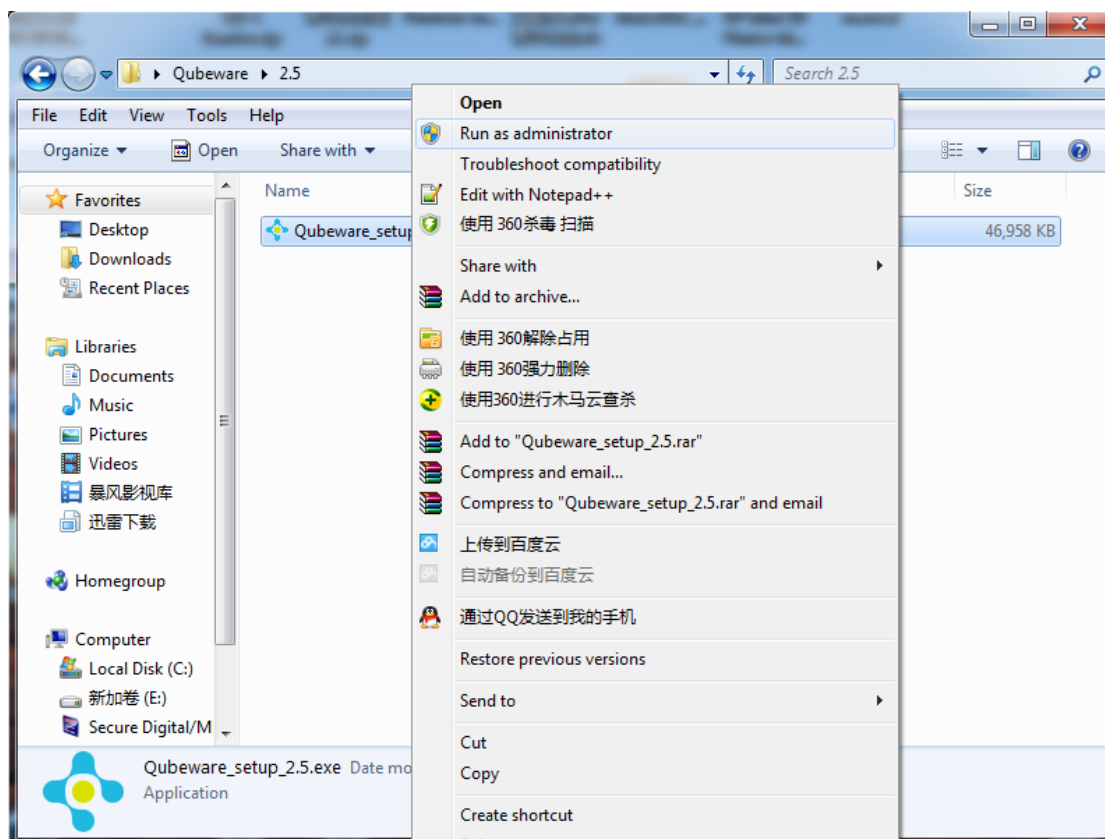 Qubeware ▸ 2.5
Search 2.5
File Edit View Tools Help
Organize Open Share with
Favorites
Desktop
Downloads
Recent Places
Libraries
Documents
Music
Pictures
Videos
暴风影视库
迅雷下载
Homegroup
Computer
Local Disk (C:)
新加卷 (E:)
Secure Digital/M
Name
Size
Qubeware_setup
46,958 KB
Open
Run as administrator
Troubleshoot compatibility
Edit with Notepad++
使用 360杀毒 扫描
Share with
Add to archive...
使用 360解除占用
使用 360强力删除
使用360进行木马云查杀
Add to "Qubeware_setup_2.5.rar"
Compress and email...
Compress to "Qubeware_setup_2.5.rar" and email
上传到百度云
自动备份到百度云
通过QQ发送到我的手机
Restore previous versions
Send to
Cut
Copy
Create shortcut
Qubeware_setup_2.5.exe Date mo
Application